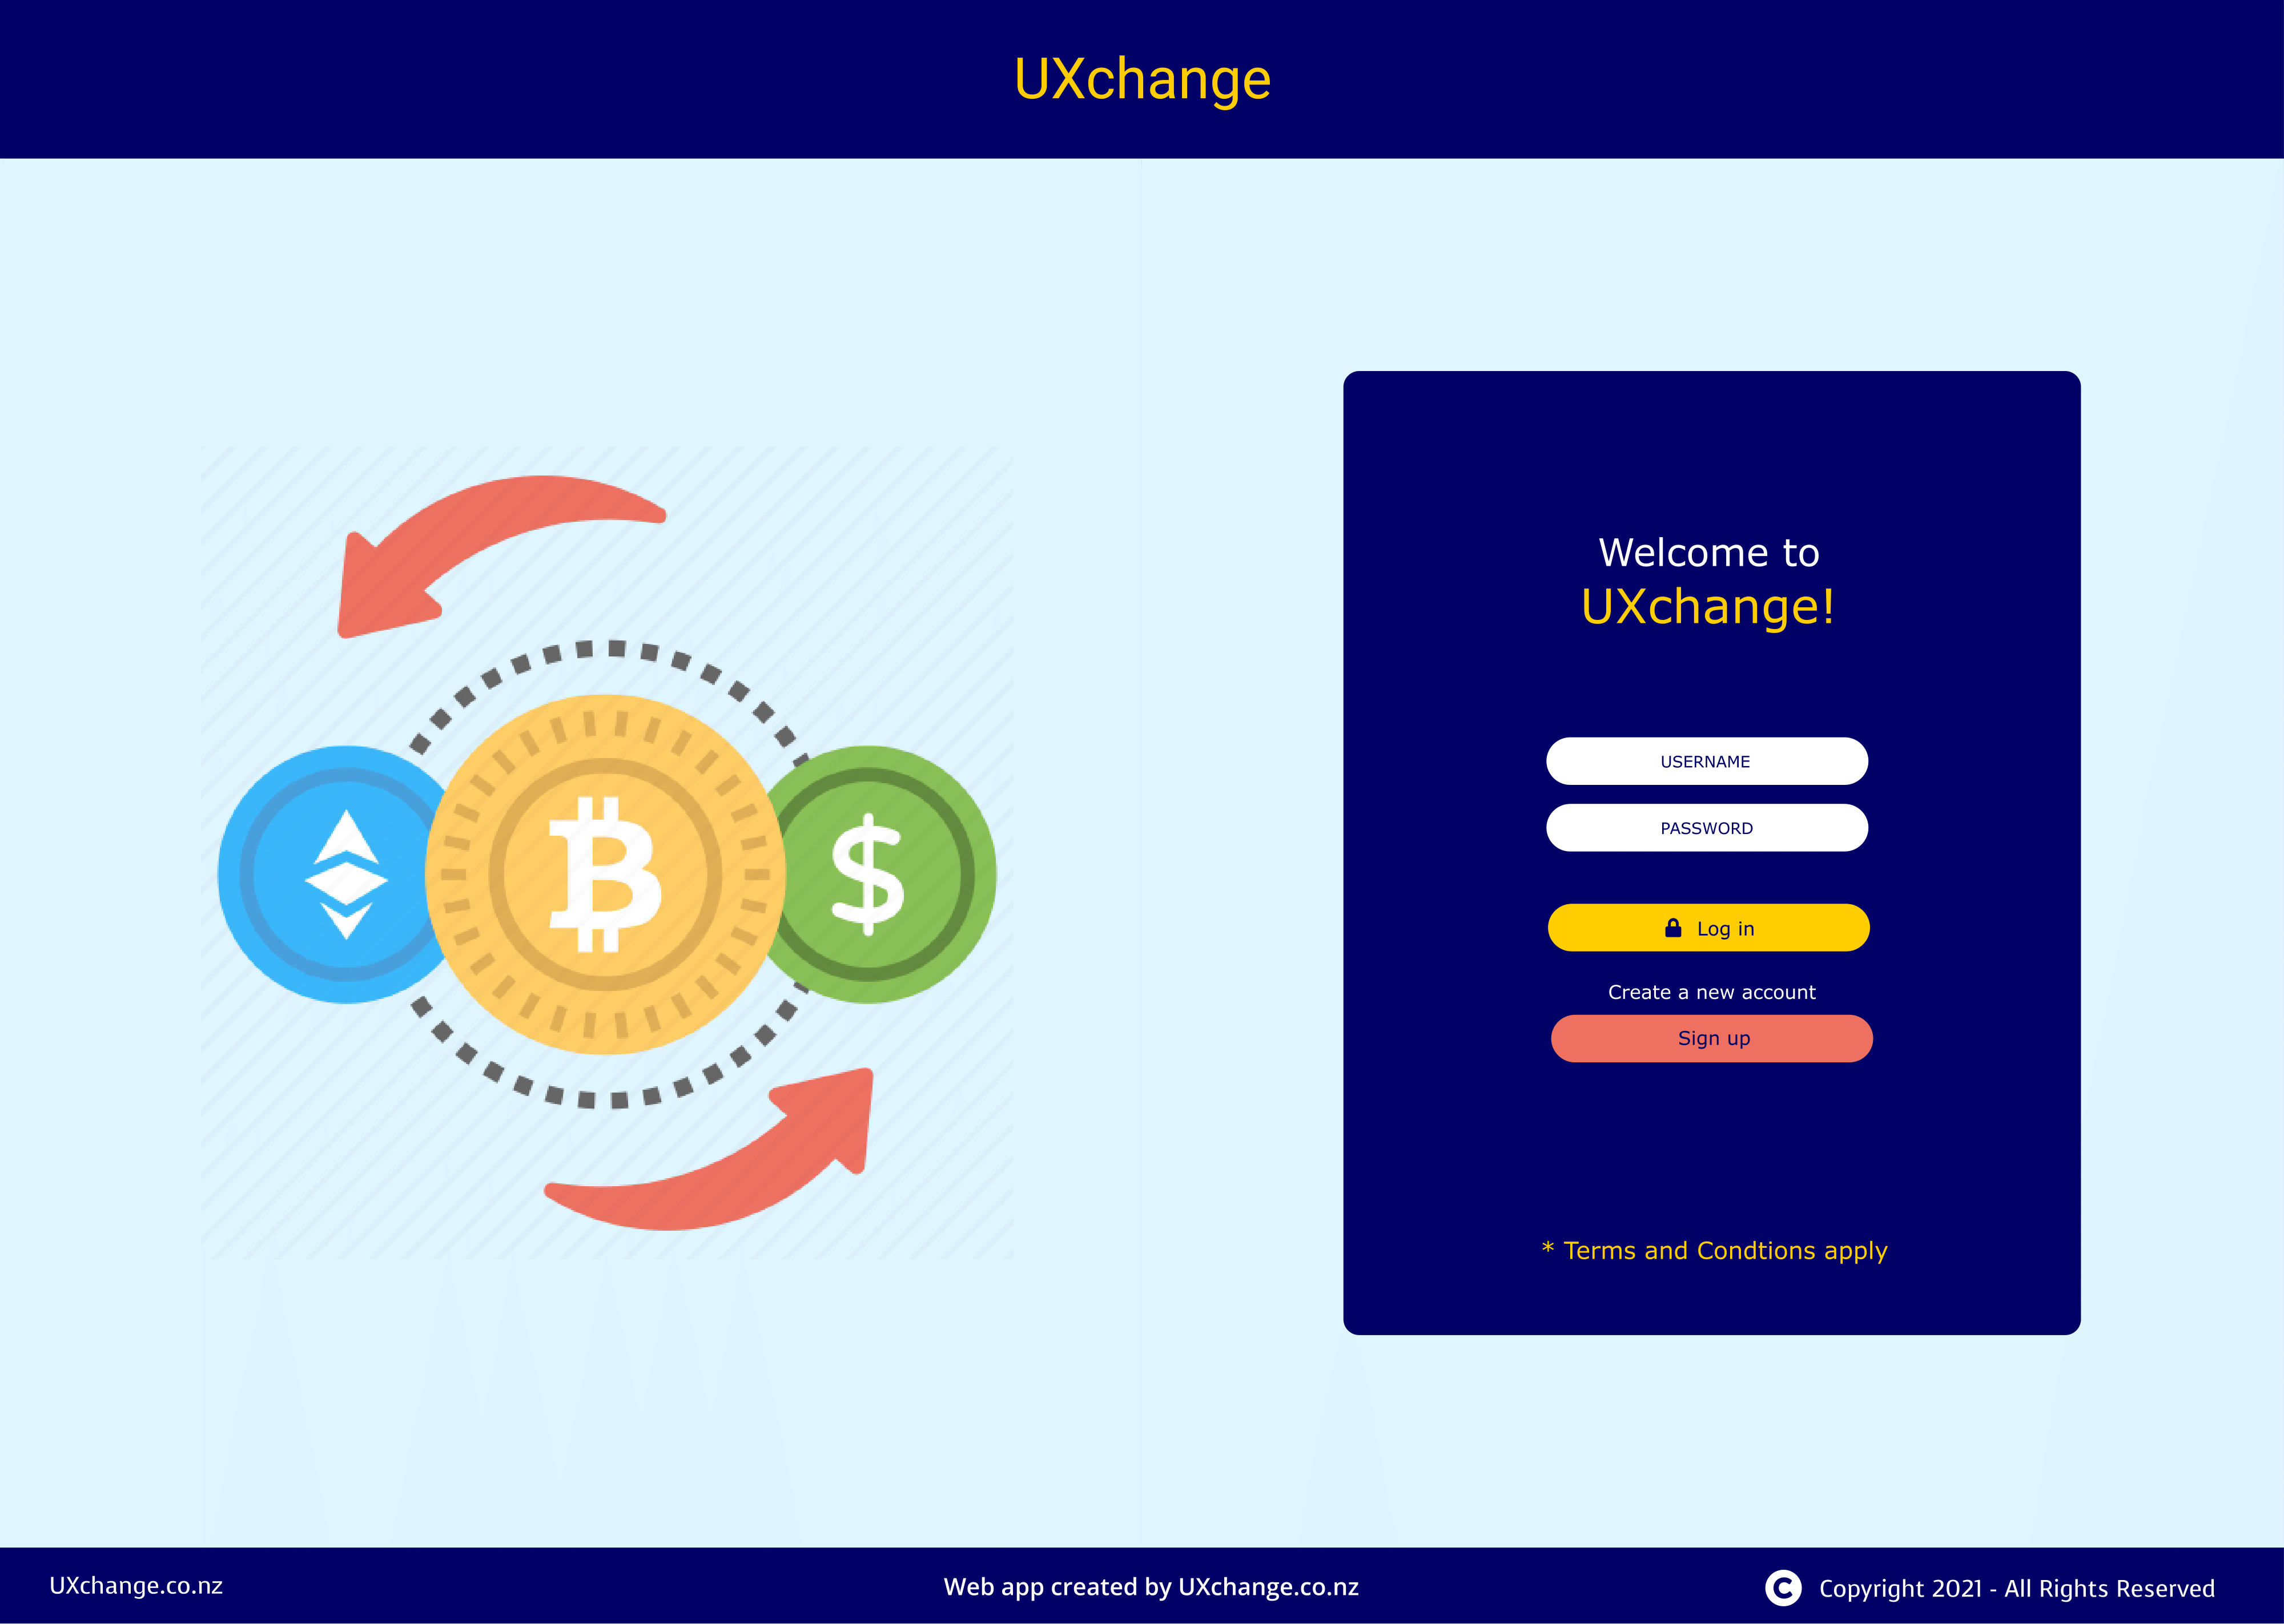 UXchange
Welcome to
UXchange!
USERNAME
PASSWORD
Log in
Create a new account
Sign up
* Terms and Condtions apply
UXchange.co.nz
Web app created by UXchange.co.nz
Copyright 2021 - All Rights Reserved